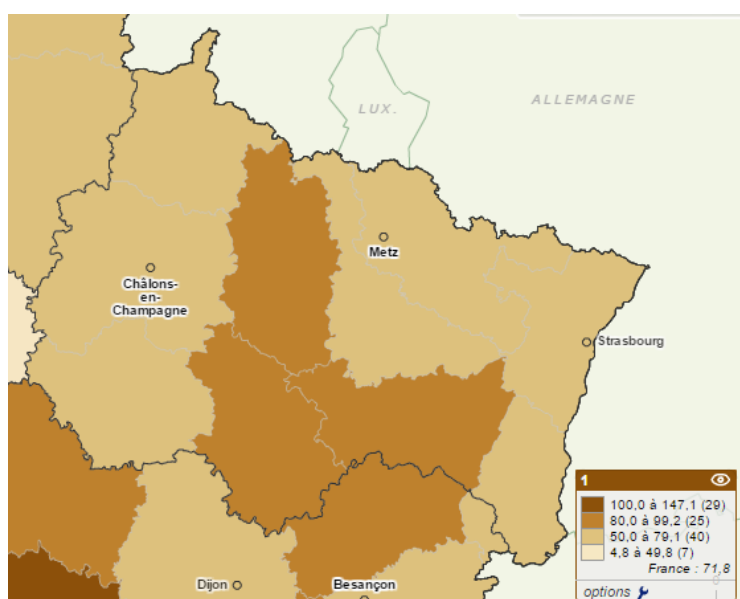 LUX.
ALLEMAGNE
Metz
Châlons-
en-
Champagne
Strasbourg
Dijon
Besançon
1
100,0 à 147,1 (29)
80,0 à 99,2 (25)
50,0 à 79,1 (40)
4,8 à 49,8 (7)
France : 71,8
options